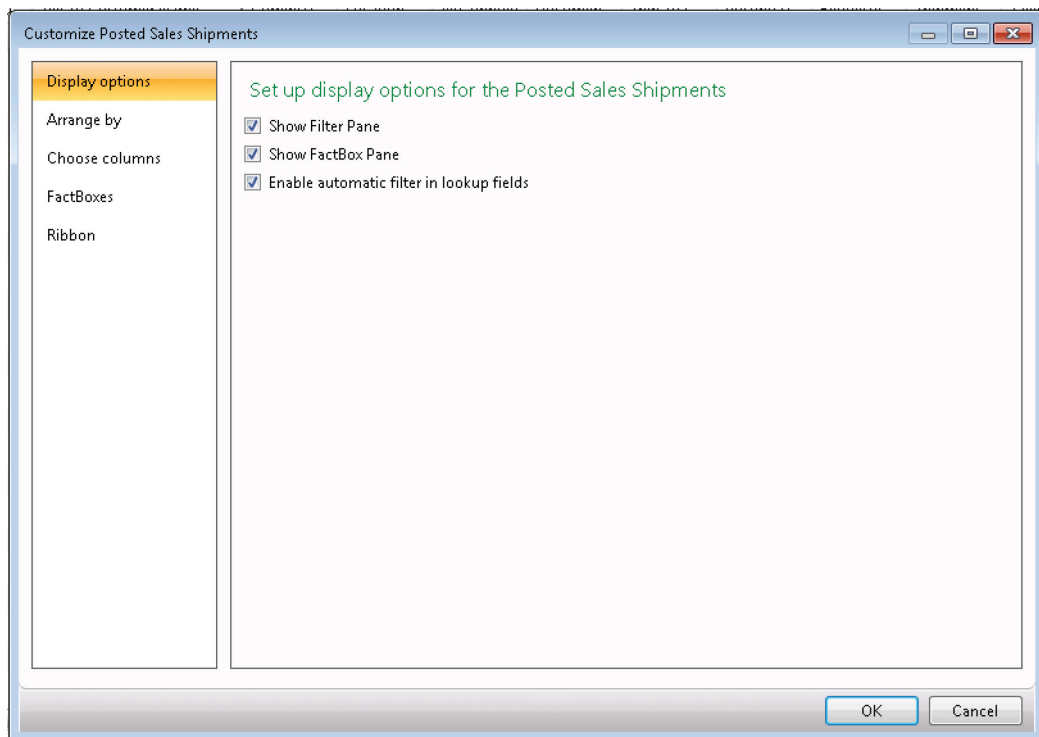 Customize Posted Sales Shipments
Display options
Arrange by
Choose columns
FactBoxes
Ribbon
Set up display options for the Posted Sales Shipments
Show Filter Pane
Show FactBox Pane
Enable automatic filter in lookup fields
OK
Cancel